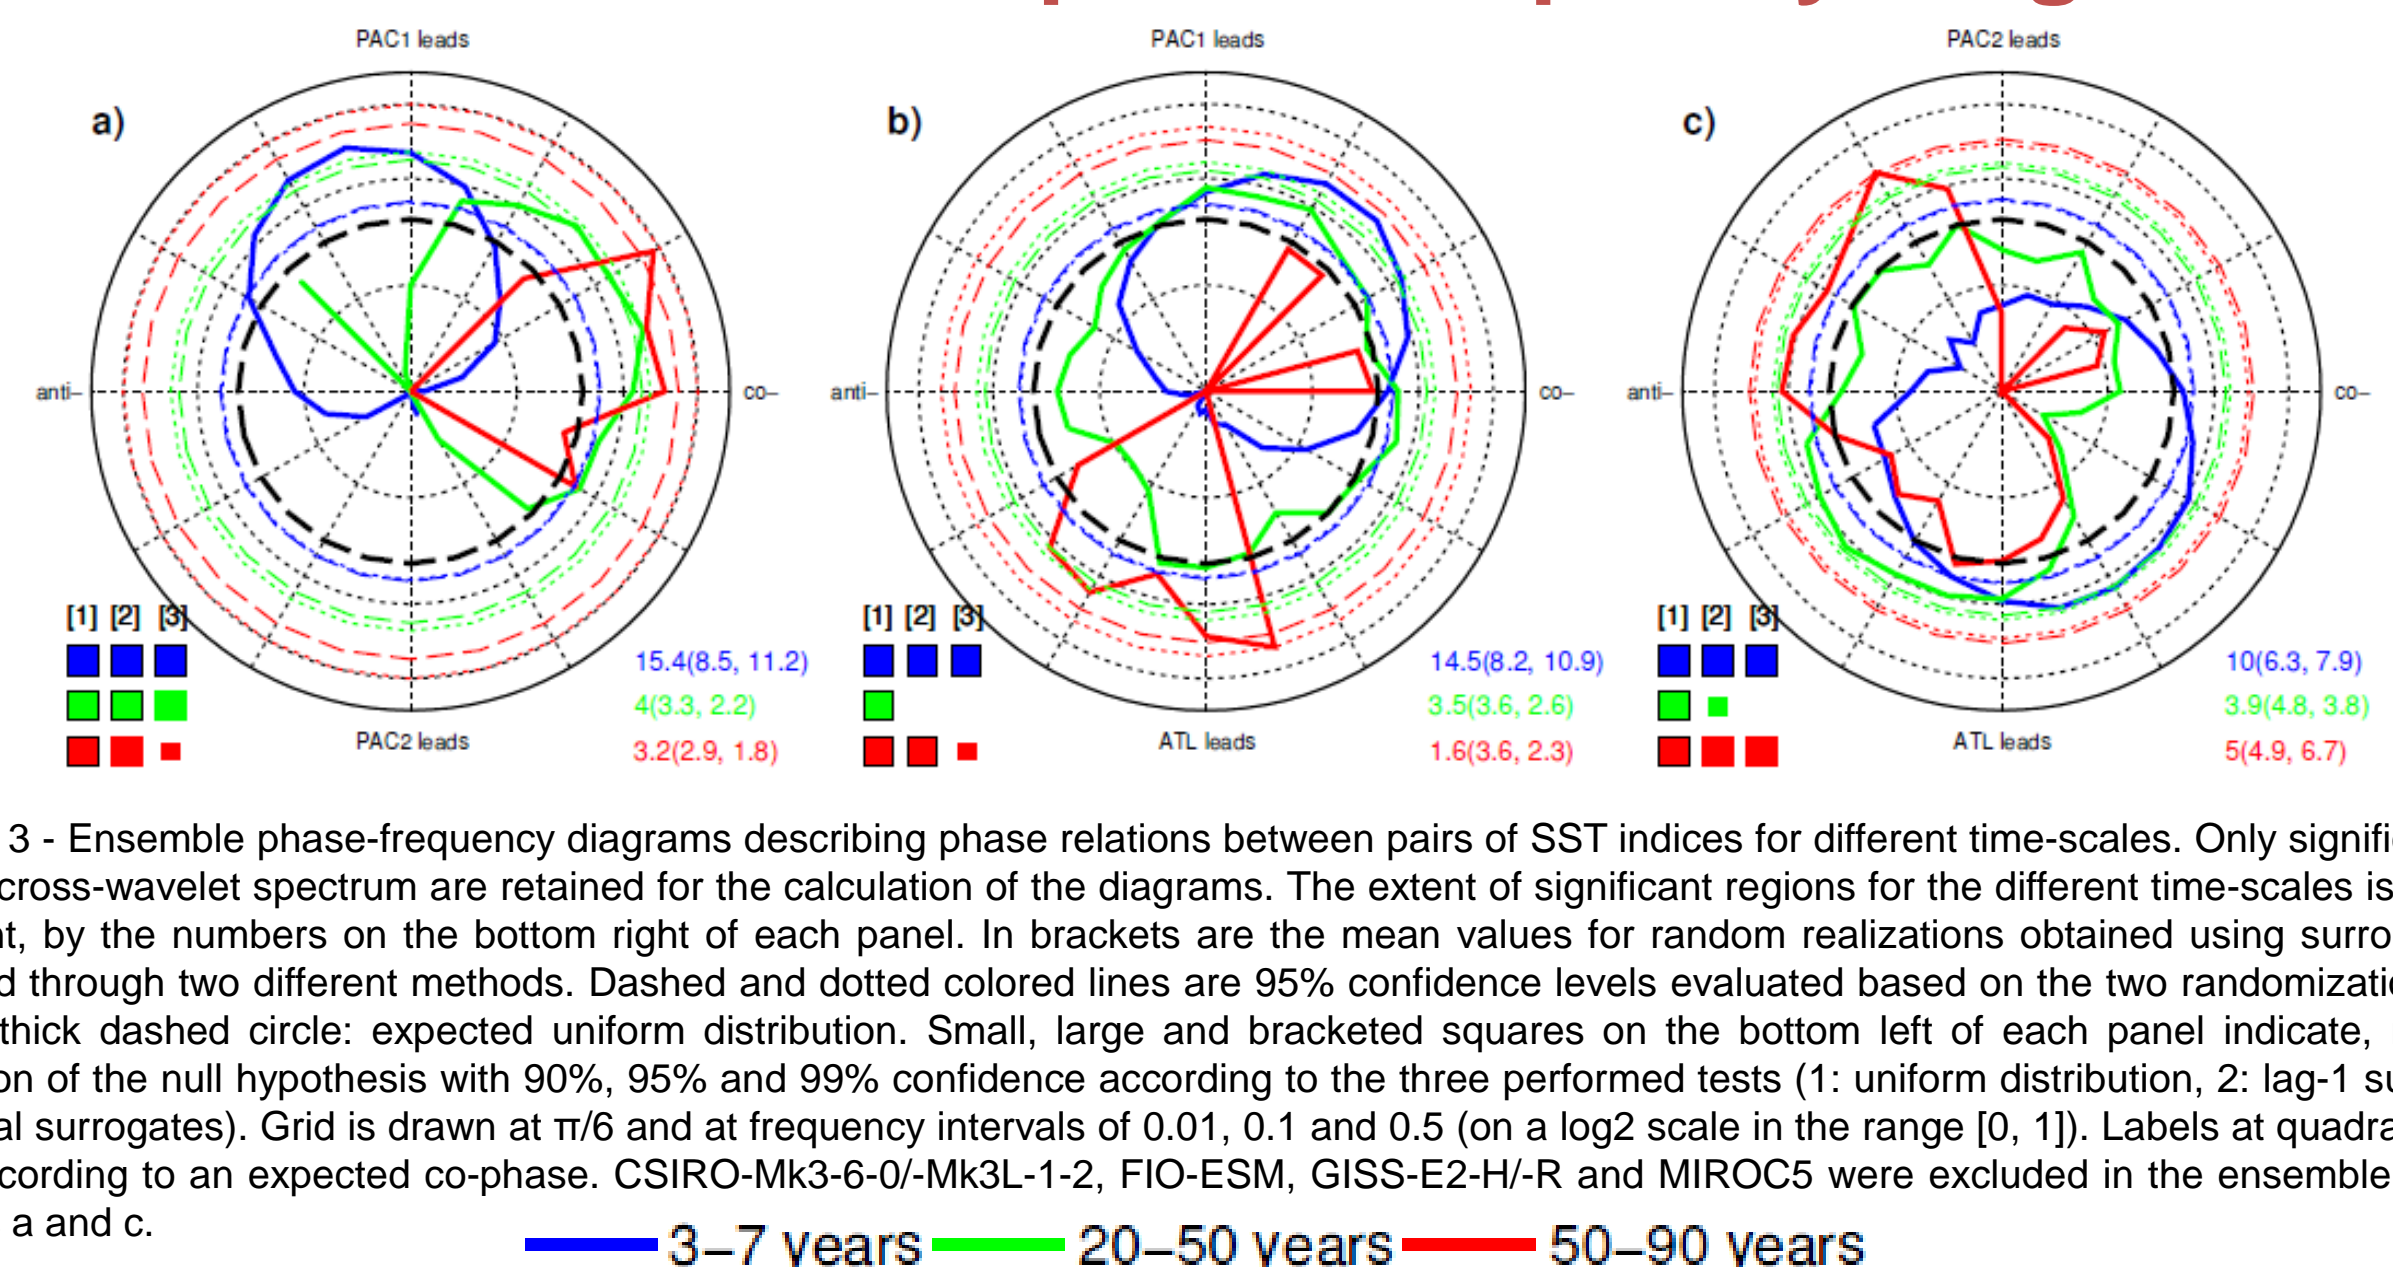 PAC1 leads
PAC1 leads
PAC2 leads
a)
b)
c)
anti–
co–
anti–
co–
anti–
co–
[1] [2] [3]
[1] [2] [3]
[1] [2] [3]
15.4(8.5, 11.2)
14.5(8.2, 10.9)
10(6.3, 7.9)
4(3.3, 2.2)
3.5(3.6, 2.6)
3.9(4.8, 3.8)
PAC2 leads
ATL leads
ATL leads
3.2(2.9, 1.8)
1.6(3.6, 2.3)
5(4.9, 6.7)
3 - Ensemble phase-frequency diagrams describing phase relations between pairs of SST indices for different time-scales. Only
cross-wavelet spectrum are retained for the calculation of the diagrams. The extent of significant regions for the different time-scales is
by the numbers on the bottom right of each panel. In brackets are the mean values for random realizations obtained using
through two different methods. Dashed and dotted colored lines are 95% confidence levels evaluated based on the two
thick dashed circle: expected uniform distribution. Small, large and bracketed squares on the bottom left of each panel indicate,
of the null hypothesis with 90%, 95% and 99% confidence according to the three performed tests (1: uniform distribution, 2: lag-1
surrogates). Grid is drawn at π/6 and at frequency intervals of 0.01, 0.1 and 0.5 (on a log2 scale in the range [0, 1]). Labels at
to an expected co-phase. CSIRO-Mk3-6-0/-Mk3L-1-2, FIO-ESM, GISS-E2-H/-R and MIROC5 were excluded in the ensemble
a and c.
3–7 years 20–50 years 50–90 years